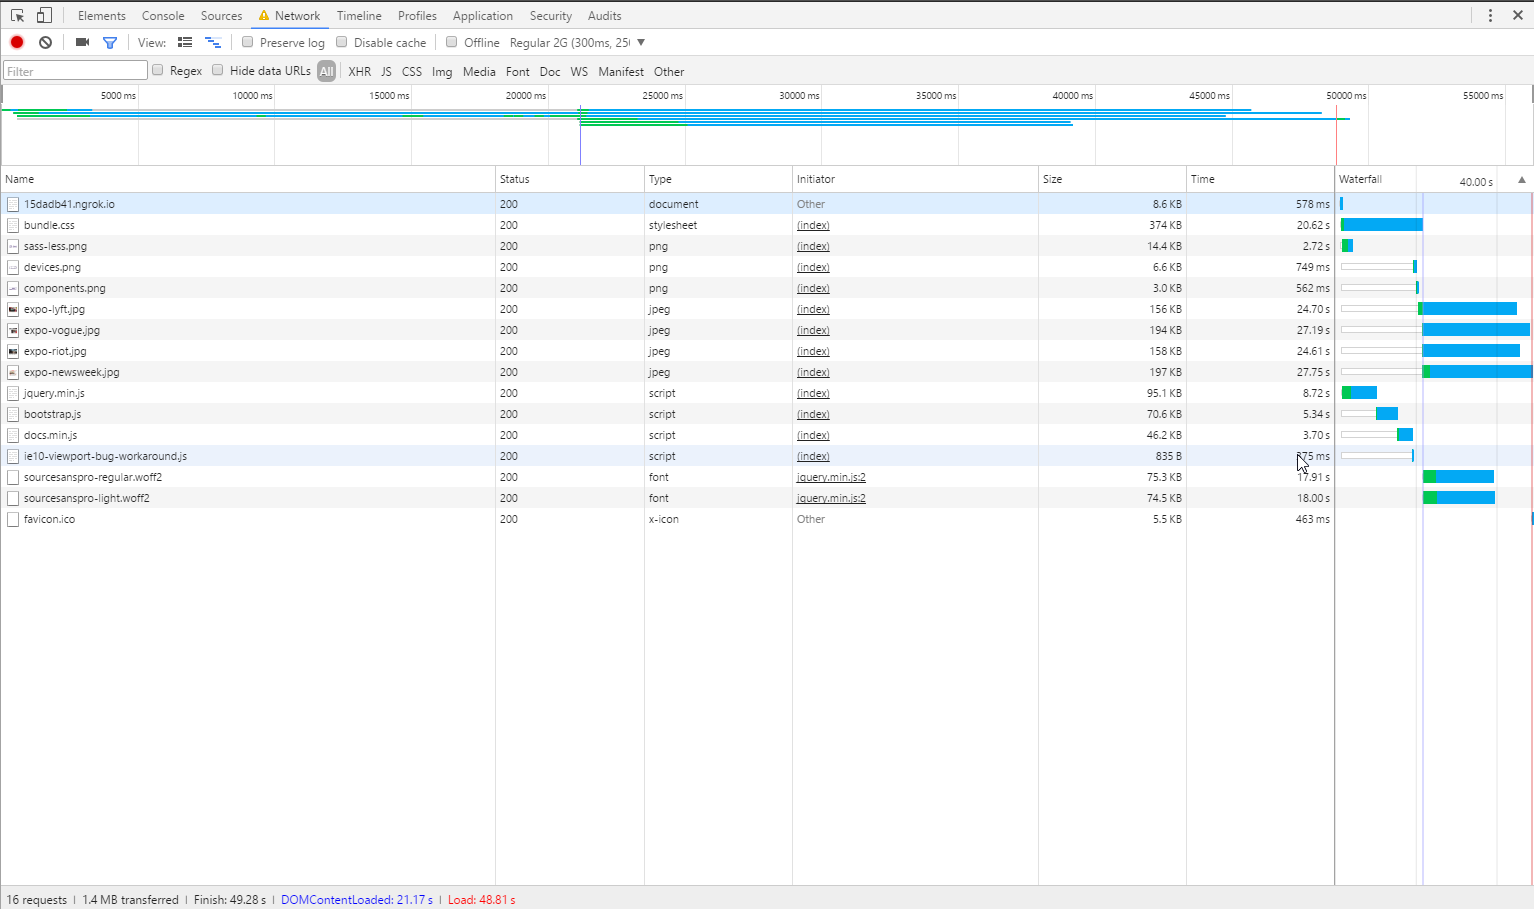 Elements Console Sources Network Timeline Profiles Application Security Audits
View: Preserve log Disable cache Offline Regular 2G (300ms, 25
Filter Regex Hide data URLs All XHR JS CSS Img Media Font Doc WS Manifest Other
5000 ms 10000 ms 15000 ms 20000 ms 25000 ms 30000 ms 35000 ms 40000 ms 45000 ms 50000 ms 55000 ms
Name Status Type Initiator Size Time Waterfall 40.00 s
15dadb41.ngrok.io 200 document Other 8.6 KB 578 ms
bundle.css 200 stylesheet (index) 374 KB 20.62 s
sass-less.png 200 png (index) 14.4 KB 2.72 s
devices.png 200 png (index) 6.6 KB 749 ms
components.png 200 png (index) 3.0 KB 562 ms
expo-lyft.jpg 200 jpeg (index) 156 KB 24.70 s
expo-vogue.jpg 200 jpeg (index) 194 KB 27.19 s
expo-riot.jpg 200 jpeg (index) 158 KB 24.61 s
expo-newsweek.jpg 200 jpeg (index) 197 KB 27.75 s
jquery.min.js 200 script (index) 95.1 KB 8.72 s
bootstrap.js 200 script (index) 70.6 KB 5.34 s
docs.min.js 200 script (index) 46.2 KB 3.70 s
ie10-viewport-bug-workaround.js 200 script (index) 835 B ms
sourcesanspro-regular.woff2 200 font jquery.min.js:2 75.3 KB 17.91 s
sourcesanspro-light.woff2 200 font jquery.min.js:2 74.5 KB 18.00 s
favicon.ico 200 x-icon Other 5.5 KB 463 ms
16 requests | 1.4 MB transferred | Finish: 49.28 s | DOMContentLoaded: 21.17 s | Load: 48.81 s